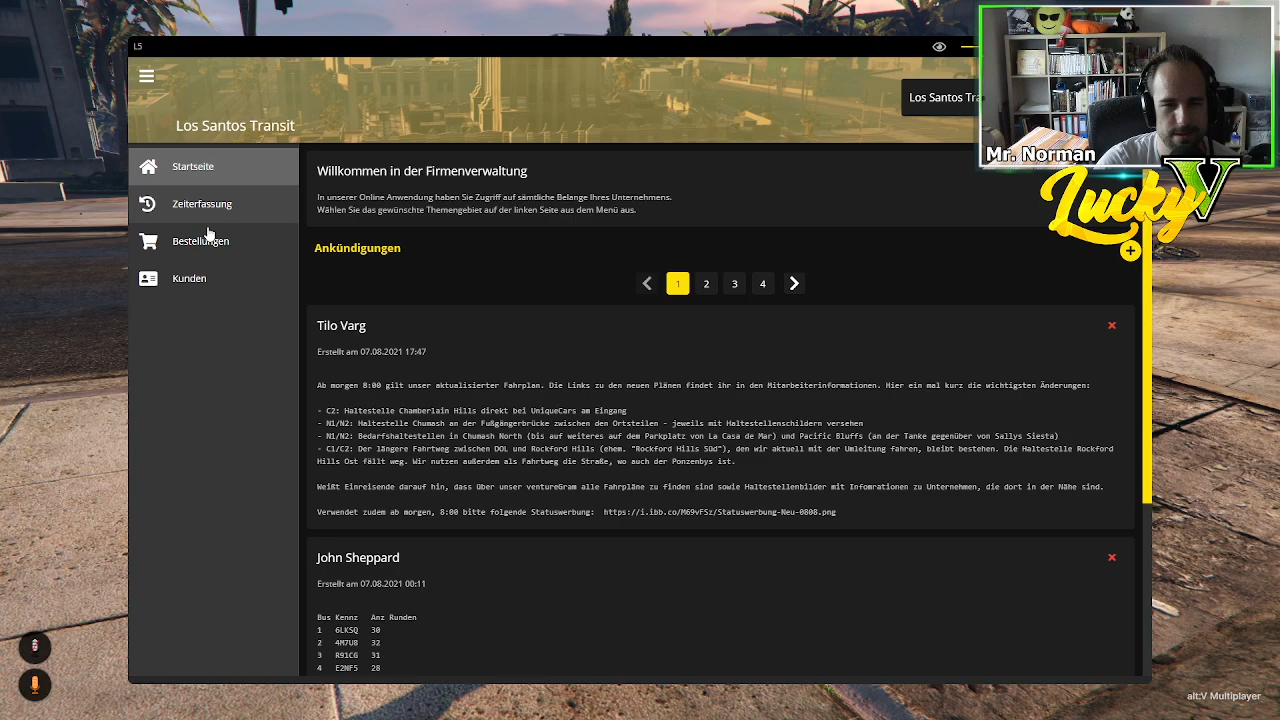 LS
Los Santos Transit
Los Santos Tra
Mr. Norman
LuckyV
Startseite
Zeiterfassung
Bestellungen
Kunden
Willkommen in der Firmenverwaltung
In unserer Online Anwendung haben Sie Zugriff auf sämtliche Belange Ihres Unternehmens.
Wählen Sie das gewünschte Themengebiet auf der linken Seite aus dem Menü aus.
Ankündigungen
1 2 3 4
Tilo Varg
Erstellt am 07.08.2021 17:47
Ab morgen 8:00 gilt unser aktualisierter Fahrplan. Die Links zu den neuen Plänen findet ihr in den Mitarbeiterinformationen. Hier ein mal kurz die wichtigsten Änderungen:
- C2: Haltestelle Chamberlain Hills direkt bei UniqueCars am Eingang
- N1/N2: Haltestelle Chumash an der Fußgängerbrücke zwischen den Ortsteilen - jeweils mit Haltestellenschildern versehen
- N1/N2: Bedarfshaltestellen in Chumash North (bis auf weiteres auf dem Parkplatz von La Casa de Mar) und Pacific Bluffs (an der Tanke gegenüber von Sallys Siesta)
- C1/C2: Der längere Fahrtweg zwischen DOL und Rockford Hills (ehem. "Rockford Hills Süd"), den wir aktuell mit der Umleitung fahren, bleibt bestehen. Die Haltestelle Rockford
Hills Ost fällt weg. Wir nutzen außerdem als Fahrtweg die Straße, wo auch der Ponzenbys ist.
Weißt Einreisende darauf hin, dass über unser ventureGram alle Fahrpläne zu finden sind sowie Haltestellenbilder mit Infomrationen zu Unternehmen, die dort in der Nähe sind.
Verwendet zudem ab morgen, 8:00 bitte folgende Statuswerbung: https://i.ibb.co/M69vFSz/Statuswerbung-Neu-0808.png
John Sheppard
Erstellt am 07.08.2021 00:11
Bus Kennz Anz Runden
1 6LKSQ 30
2 4M7U8 32
3 R91CG 31
4 E2NF5 28
alt:V Multiplayer